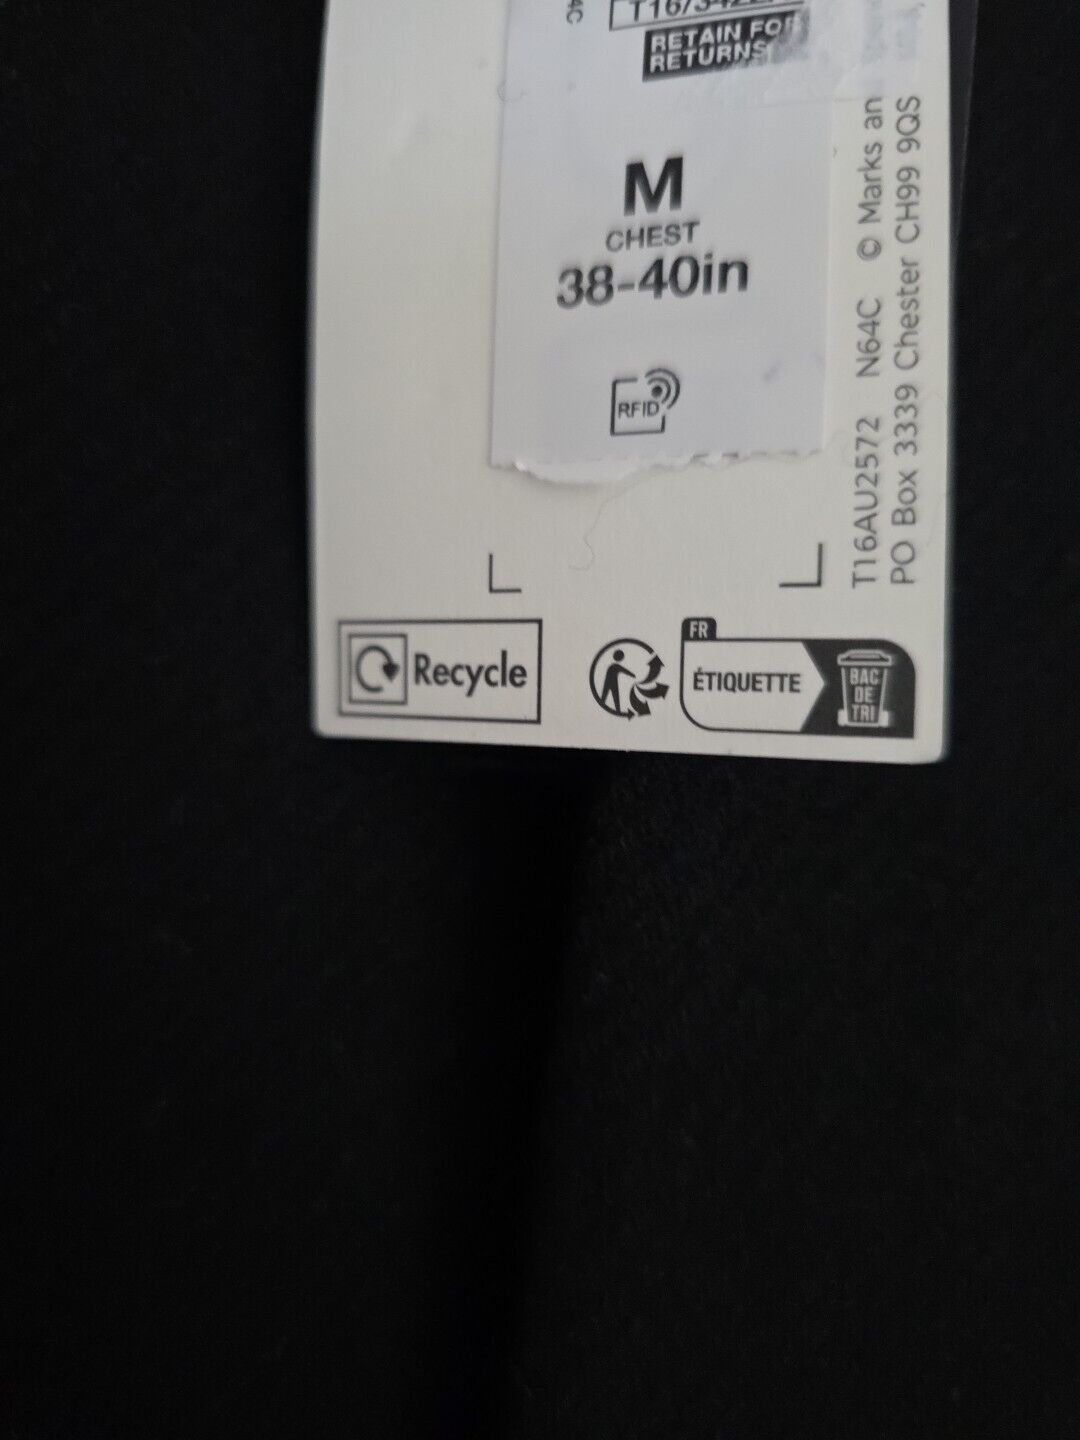 RETAIN FOR
RETURNS
M
CHEST
38-40in
RFID
T16AU2572 N64C © Marks an
PO Box 3339 Chester CH99 9QS
Recycle
FR
ÉTIQUETTE
BAC
DE
TRI